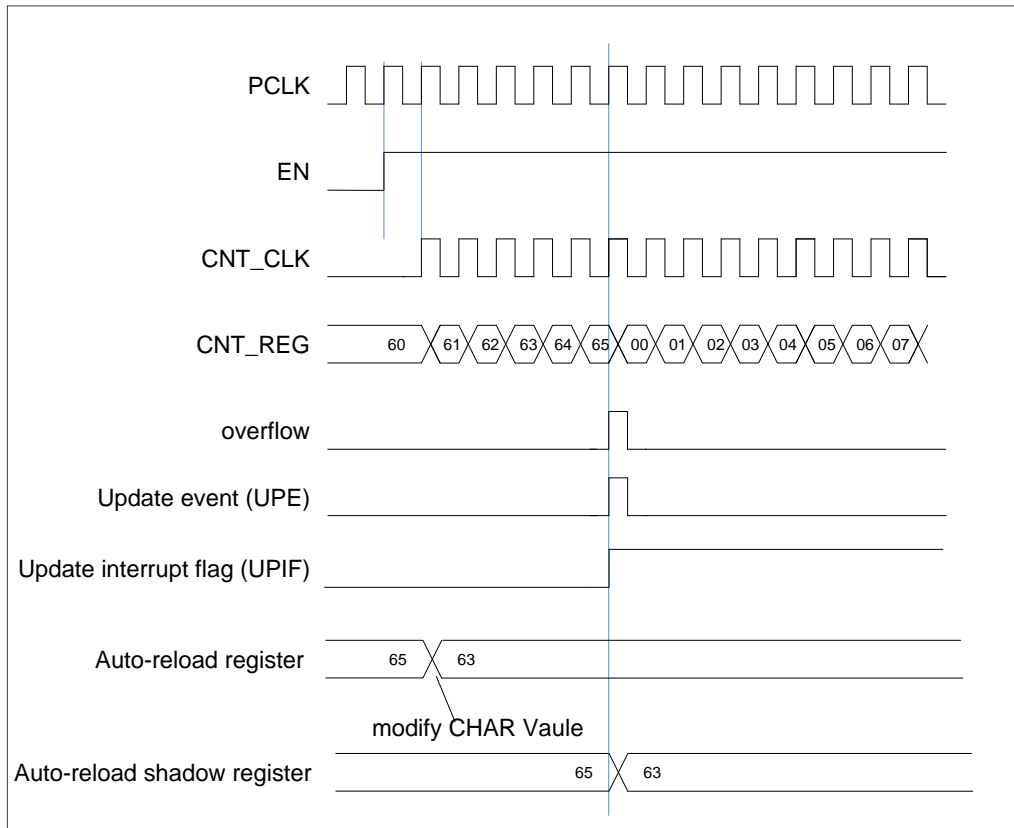 PCLK
EN
CNT_CLK
CNT_REG 60 61 62 63 64 65 00 01 02 03 04 05 06 07
overflow
Update event (UPE)
Update interrupt flag (UPIF)
Auto-reload register 65 63
modify CHAR Vaule
Auto-reload shadow register 65 63